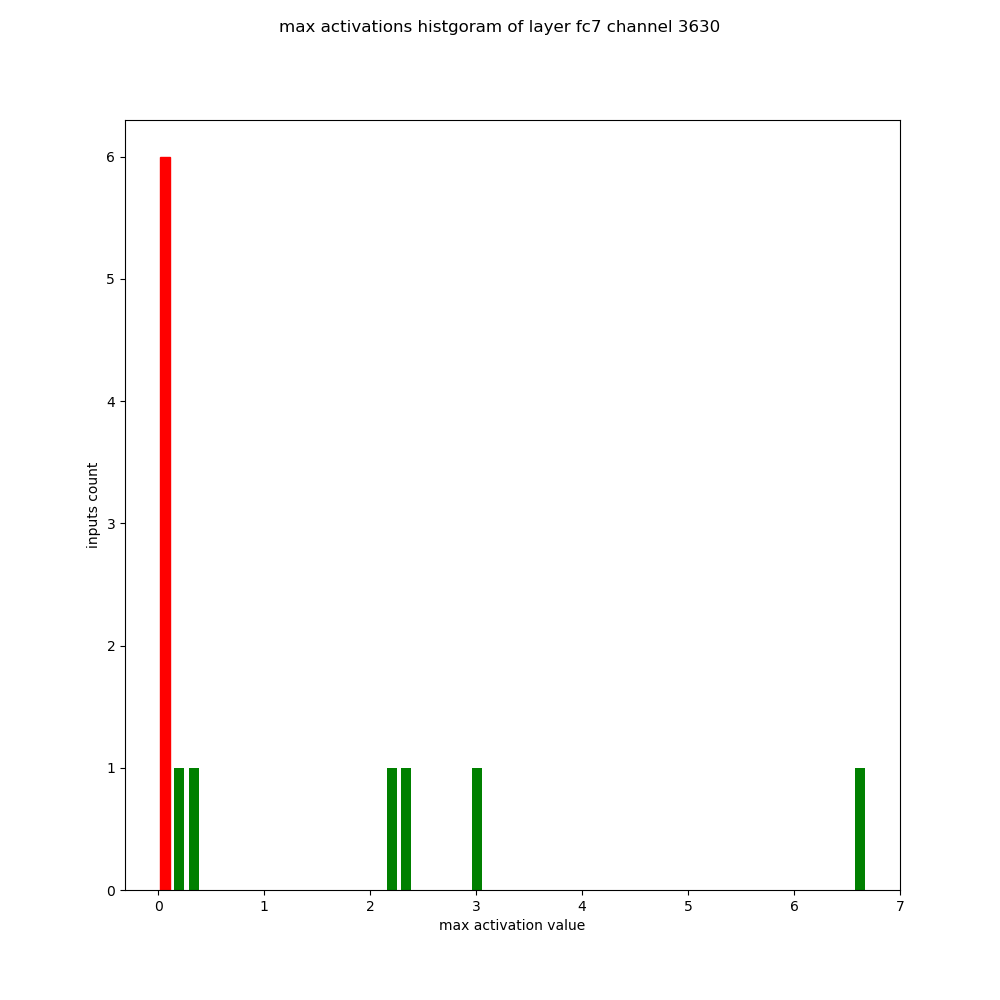 max activations histgoram of layer fc7 channel 3630
6
5
4
3
2
1
0
inputs count
0 1 2 3 4 5 6 7
max activation value